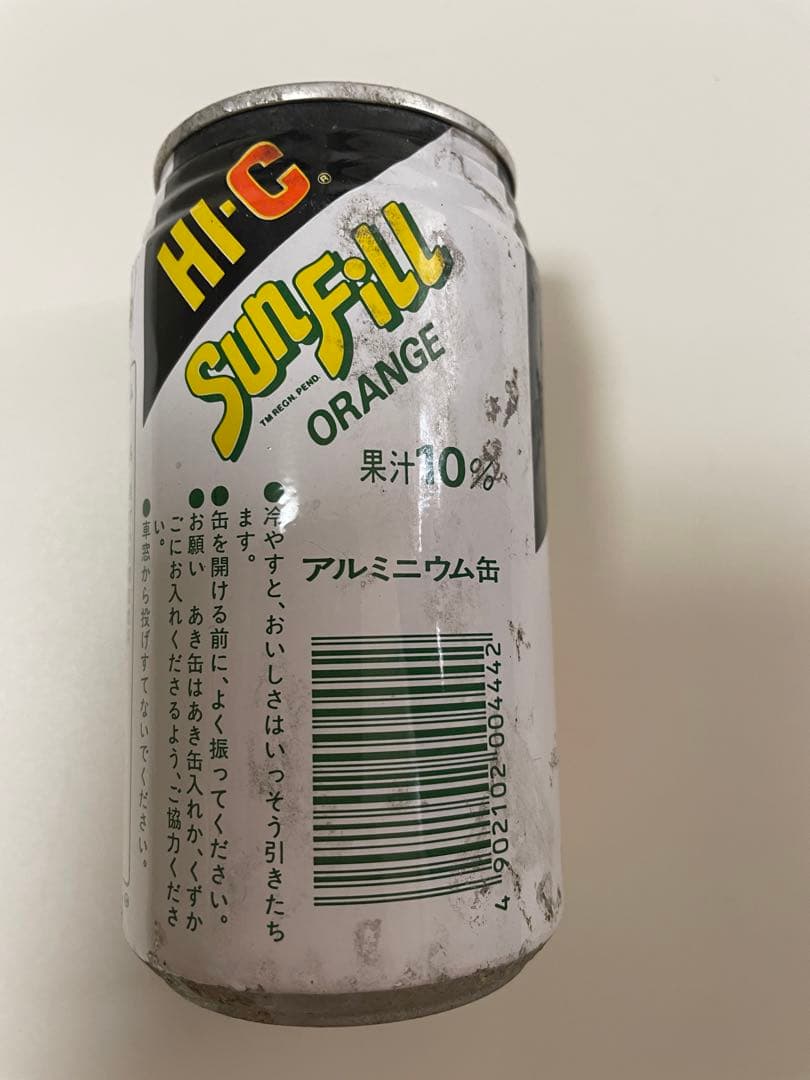 HI-C®
Sun Fill
TM REGN. PEND.
ORANGE
果汁10%
アルミニウム缶
●冷やすと、おいしさはいっそう引きたち
ます。
●缶を開ける前に、よく振ってください。
●お願い あき缶はあき缶入れか、くずか
ごにお入れくださるよう、ご協力くださ
い。
●車窓から投げすてないでください。
4 902102 004442